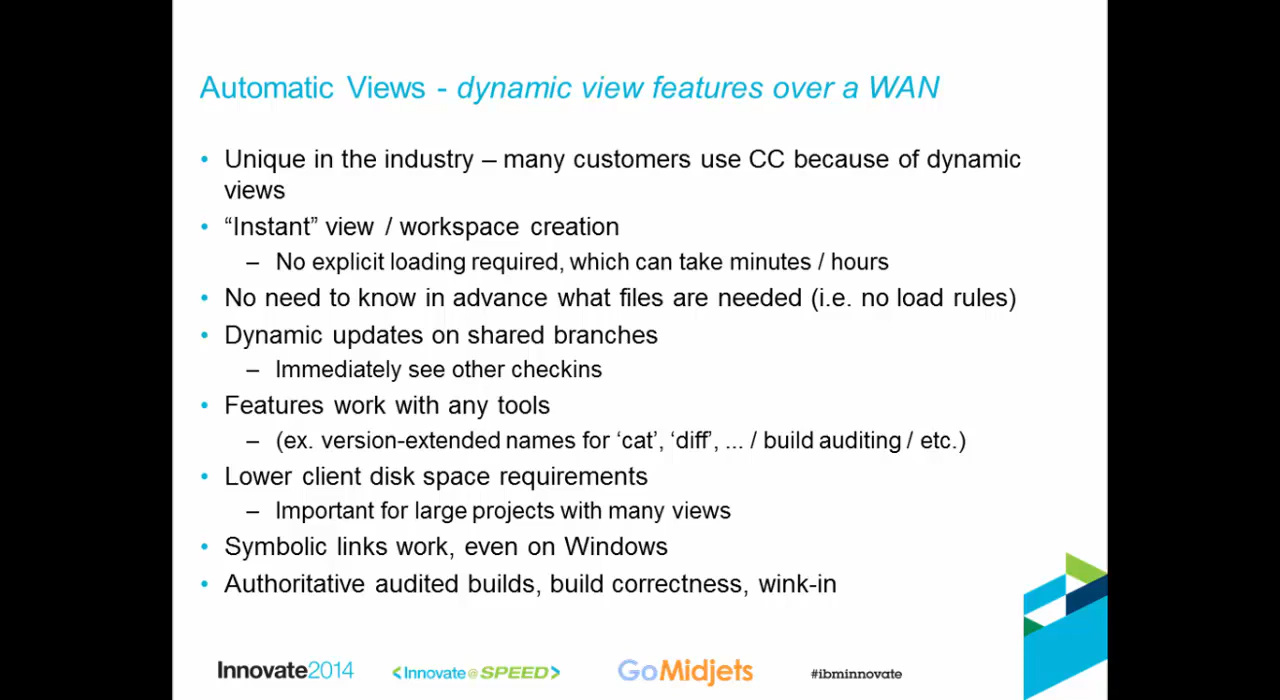 Automatic Views - dynamic view features over a WAN
• Unique in the industry – many customers use CC because of dynamic
views
• “Instant” view / workspace creation
– No explicit loading required, which can take minutes / hours
• No need to know in advance what files are needed (i.e. no load rules)
• Dynamic updates on shared branches
– Immediately see other checkins
• Features work with any tools
– (ex. version-extended names for ‘cat’, ‘diff’, ... / build auditing / etc.)
• Lower client disk space requirements
– Important for large projects with many views
• Symbolic links work, even on Windows
• Authoritative audited builds, build correctness, wink-in
Innovate2014 <Innovate@SPEED> GoMidjets #ibminnovate